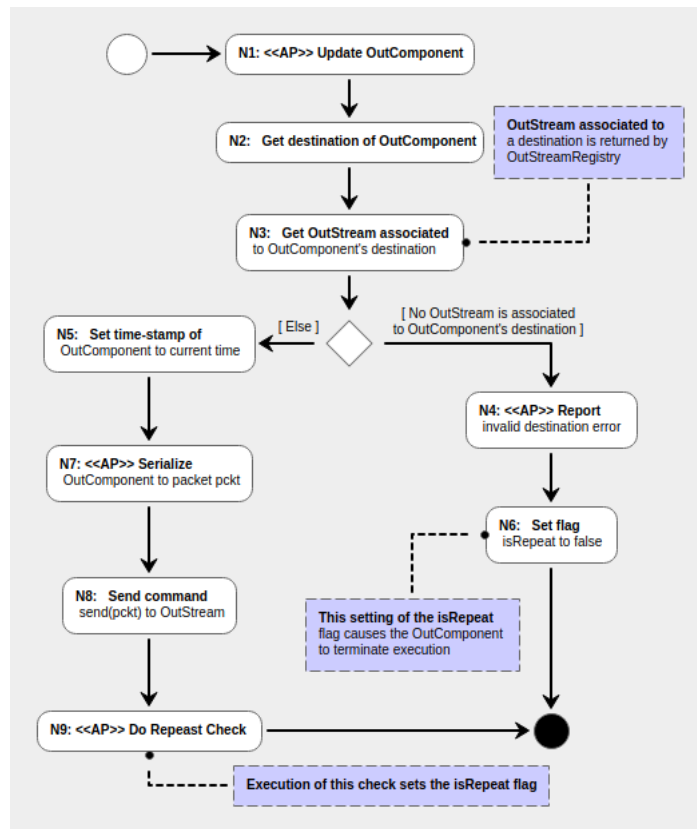 N1: <<AP>> Update OutComponent
N2: Get destination of OutComponent
OutStream associated to
a destination is returned by
OutStreamRegistry
N3: Get OutStream associated
to OutComponent's destination
[ Else ]
[ No OutStream is associated
to OutComponent's destination ]
N5: Set time-stamp of
OutComponent to current time
N4: <<AP>> Report
invalid destination error
N7: <<AP>> Serialize
OutComponent to packet pckt
N6: Set flag
isRepeat to false
N8: Send command
send(pckt) to OutStream
This setting of the isRepeat
flag causes the OutComponent
to terminate execution
N9: <<AP>> Do Repeast Check
Execution of this check sets the isRepeat flag